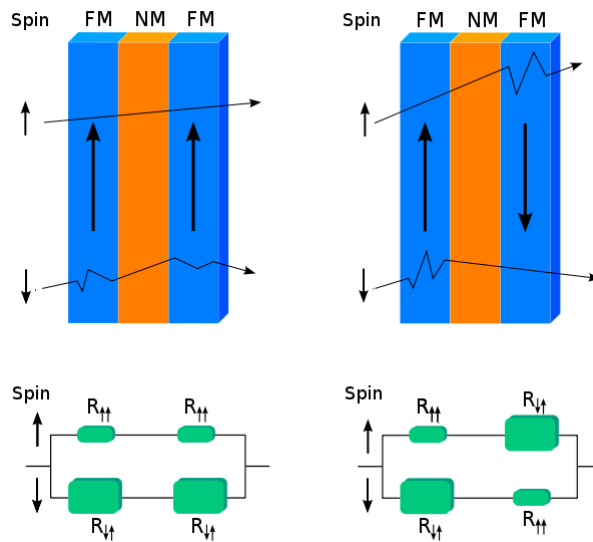 Spin FM NM FM
Spin FM NM FM
Spin
R↑↑ R↑↑
R↓↑ R↓↑
Spin
R↑↑ R↓↑
R↓↑ R↑↑